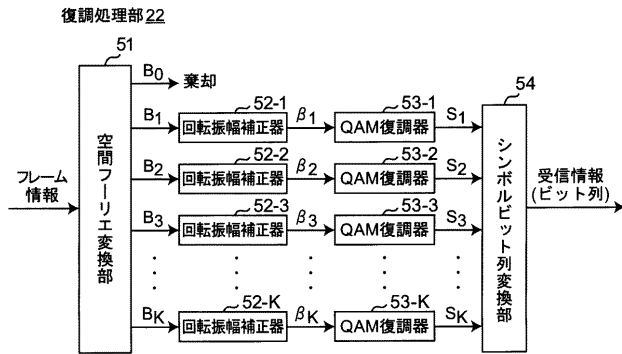 復調処理部22
51
B0
棄却
54
B1
52-1
回転振幅補正器
β1
53-1
QAM復調器
S1
B2
52-2
回転振幅補正器
β2
53-2
QAM復調器
S2
B3
52-3
回転振幅補正器
β3
53-3
QAM復調器
S3
BK
52-K
回転振幅補正器
βK
53-K
QAM復調器
SK
フレーム
情報
空間フーリエ変換部
シンボルビット列変換部
受信情報
(ビット列)